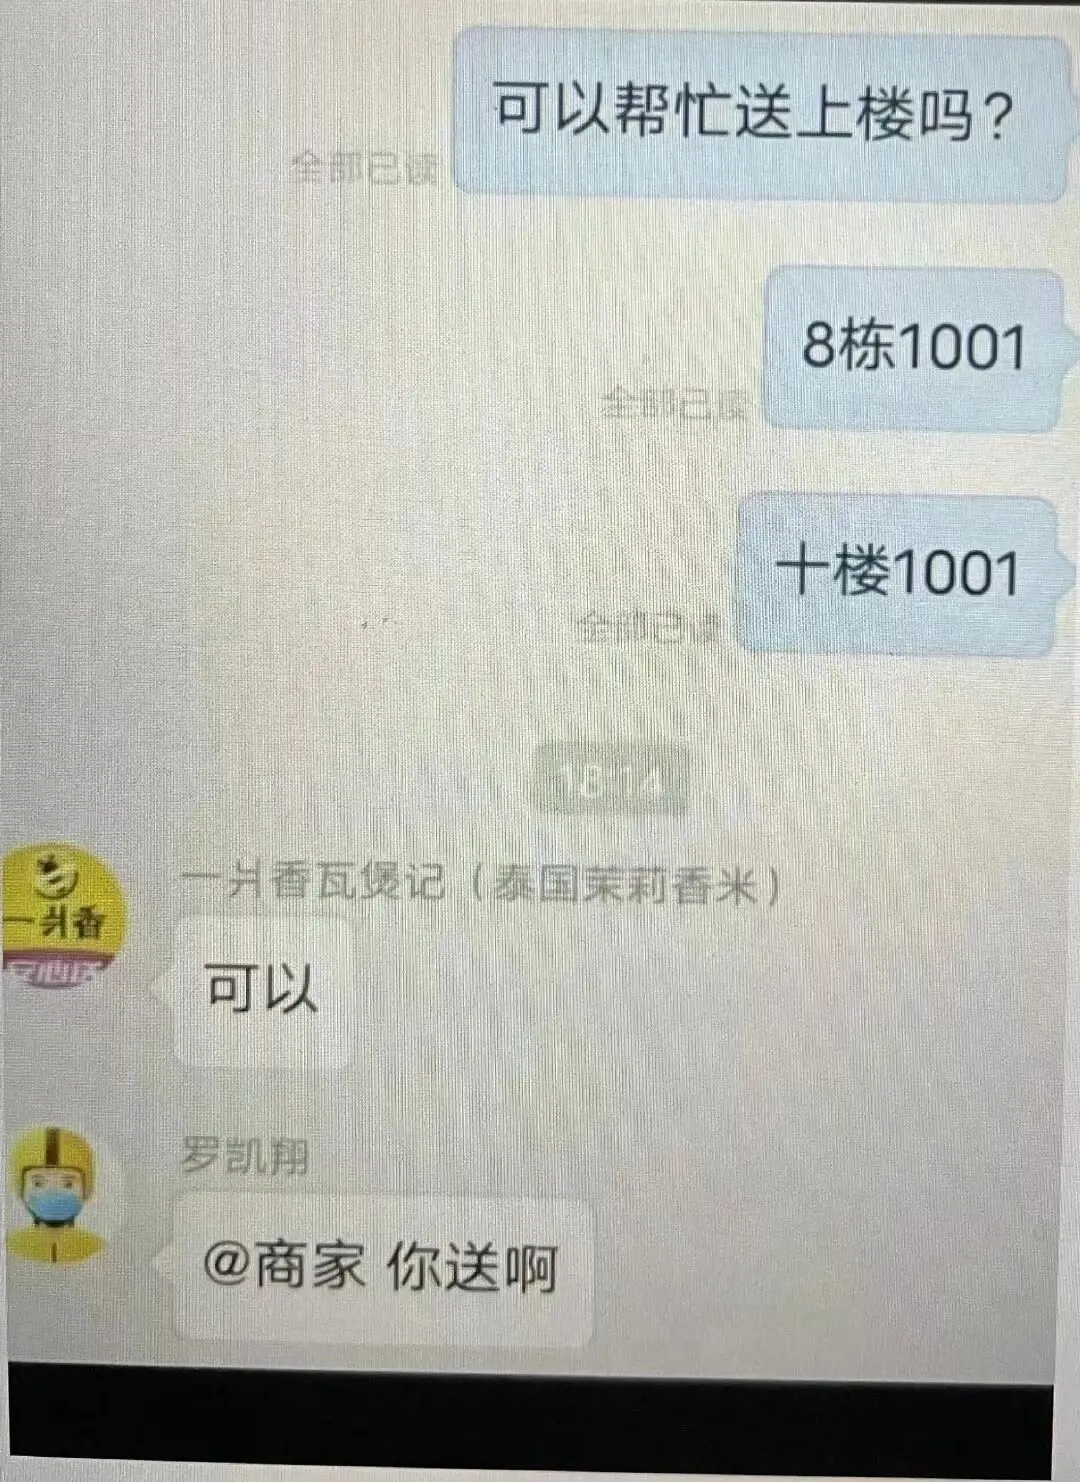 可以帮忙送上楼吗？
全部已读
8栋1001
全部已读
十楼1001
全部已读
18:14
一爿香瓦煲记（泰国茉莉香米）
一爿香
安心送
可以
罗凯翔
@商家 你送啊